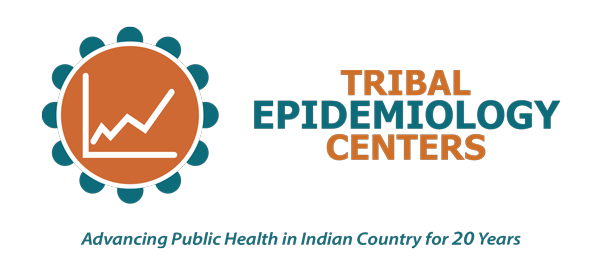 TRIBAL
EPIDEMIOLOGY
CENTERS
Advancing Public Health in Indian Country for 20 Years